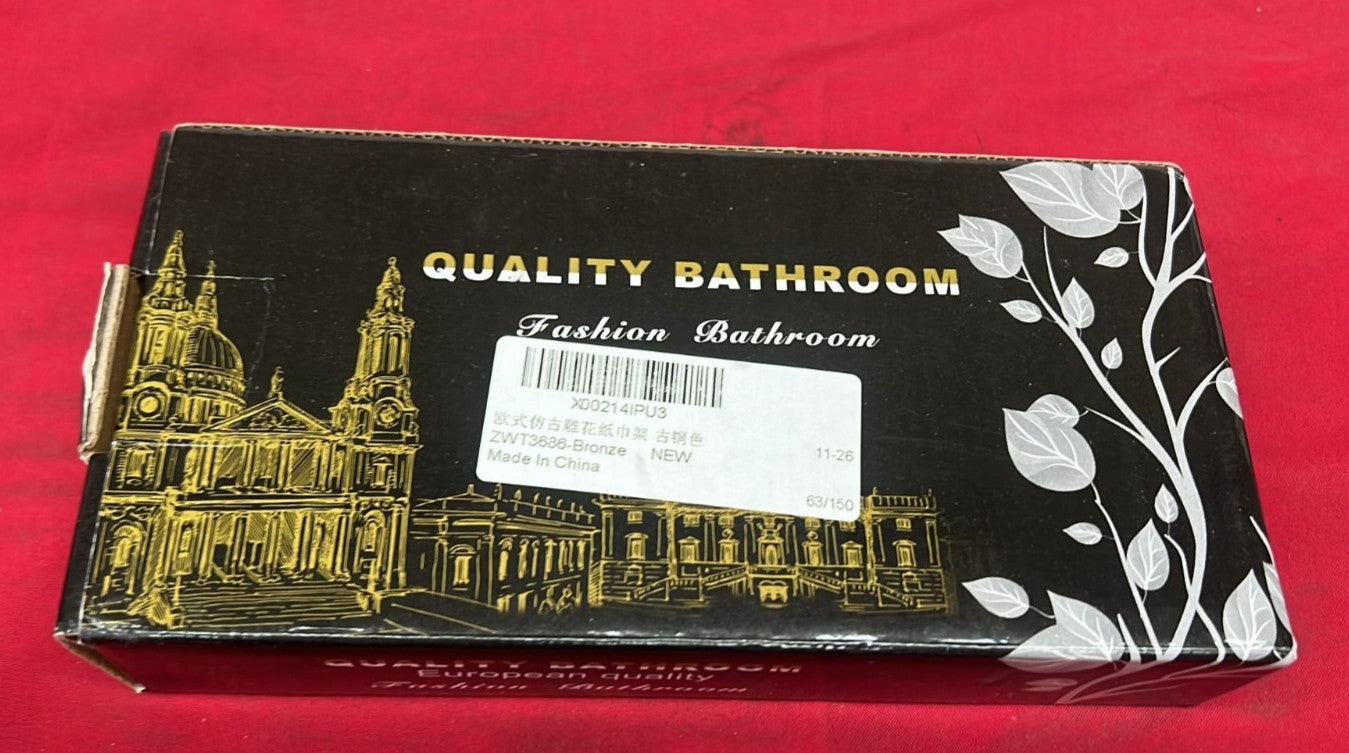 QUALITY BATHROOM
Fashion Bathroom
X00214IPU3
欧式仿古雕花纸巾架 古铜色
ZWT3686-Bronze NEW
11-26
Made In China
63/150
QUALITY BATHROOM
European quality
Fashion Bathroom